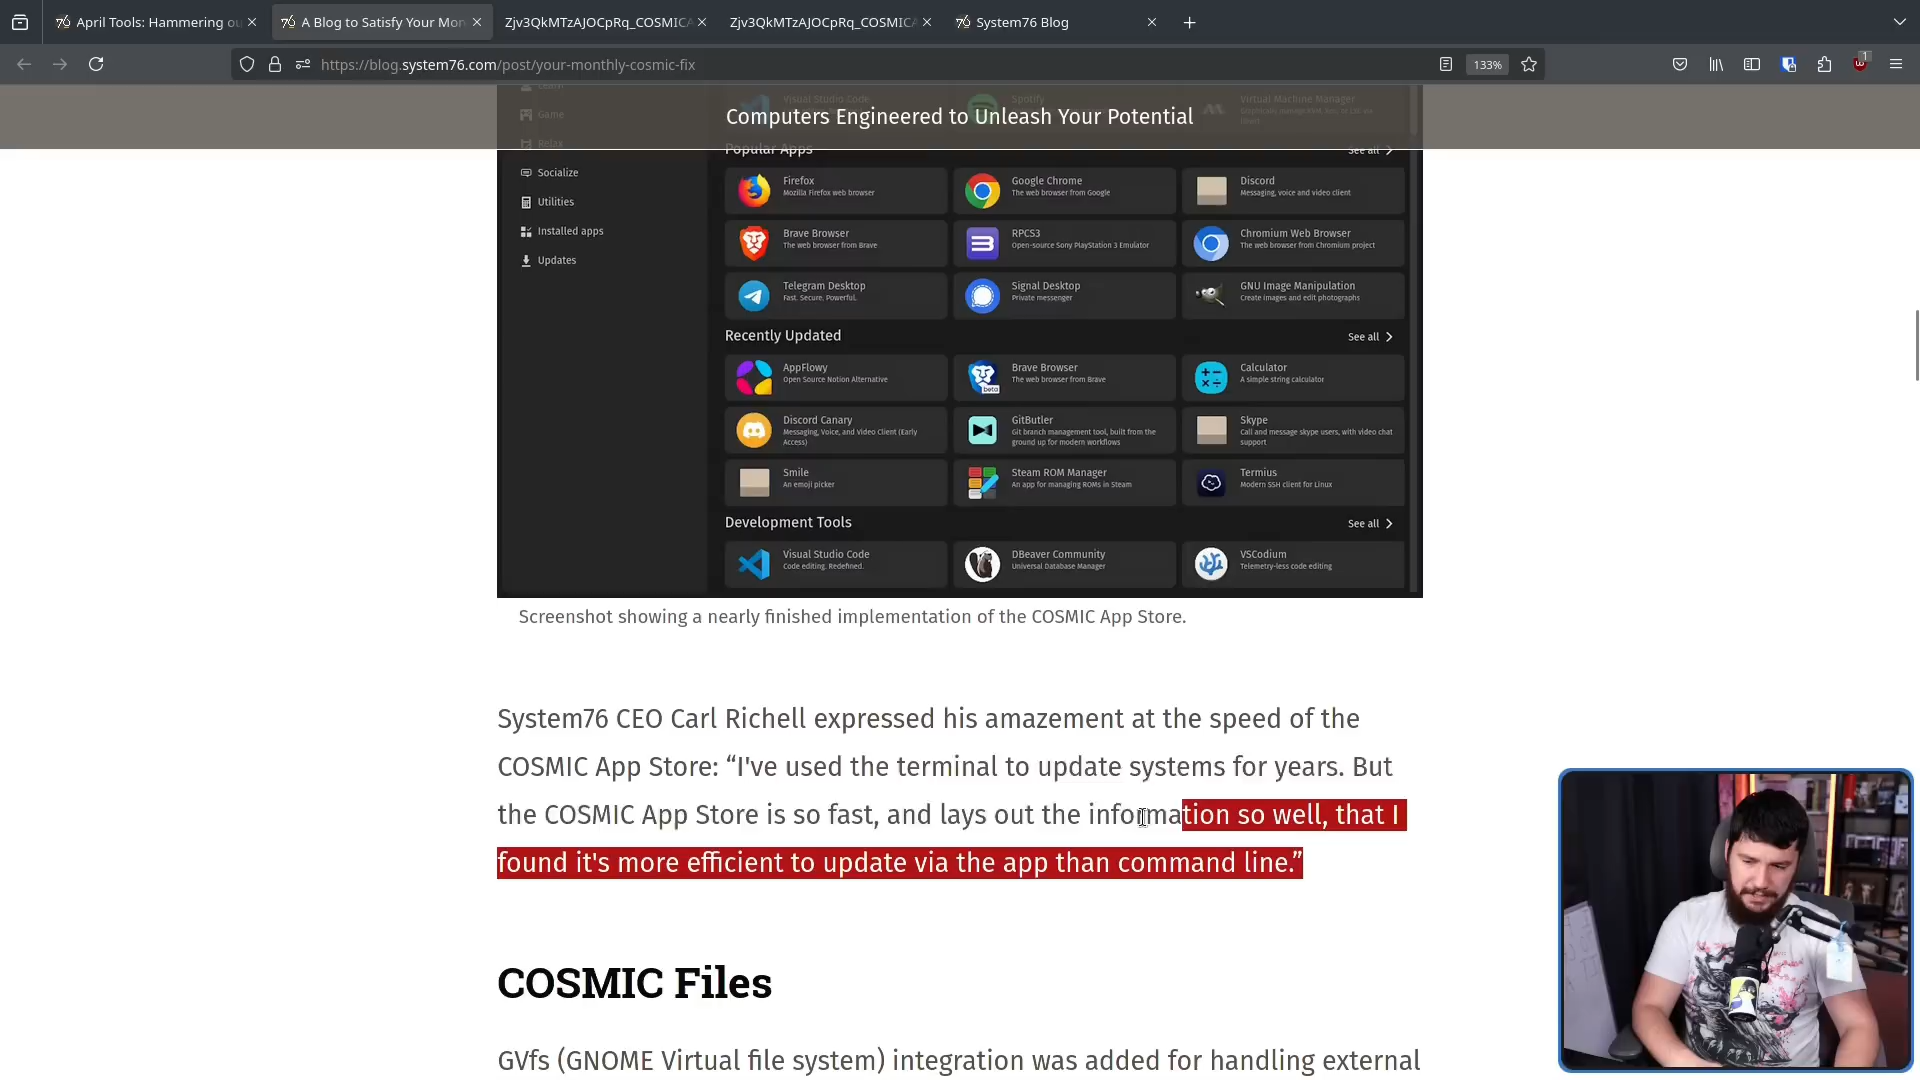 April Tools: Hammering ou
A Blog to Satisfy Your Mon
Zjv3QkMTzAJOCpRq_COSMICA
Zjv3QkMTzAJOCpRq_COSMICA
System76 Blog
https://blog.system76.com/post/your-monthly-cosmic-fix
133%
1
Computers Engineered to Unleash Your Potential
Learn
Game
Relax
Socialize
Utilities
Installed apps
Updates
Visual Studio Code
Spotify
Virtual Machine Manager
Popular Apps
See all
Firefox
Mozilla Firefox web browser
Google Chrome
The web browser from Google
Discord
Messaging, voice and video client
Brave Browser
The web browser from Brave
RPCS3
Open-source Sony PlayStation 3 Emulator
Chromium Web Browser
The web browser from Chromium project
Telegram Desktop
Fast. Secure. Powerful.
Signal Desktop
Private messenger
GNU Image Manipulation
Create images and edit photographs
Recently Updated
See all
AppFlowy
Open Source Notion Alternative
Brave Browser
The web browser from Brave
beta
Calculator
A simple string calculator
Discord Canary
Messaging, Voice, and Video Client (Early
Access)
GitButler
Git branch management tool, built from the
ground up for modern workflows
Skype
Call and message skype users, with video chat
support
Smile
An emoji picker
Steam ROM Manager
An app for managing ROMs in Steam
Termius
Modern SSH client for Linux
Development Tools
See all
Visual Studio Code
Code editing. Redefined.
DBeaver Community
Universal Database Manager
VSCodium
Telemetry-less code editing
Screenshot showing a nearly finished implementation of the COSMIC App Store.
System76 CEO Carl Richell expressed his amazement at the speed of the
COSMIC App Store: “I've used the terminal to update systems for years. But
the COSMIC App Store is so fast, and lays out the information so well, that I
found it's more efficient to update via the app than command line.”
COSMIC Files
GVfs (GNOME Virtual file system) integration was added for handling external